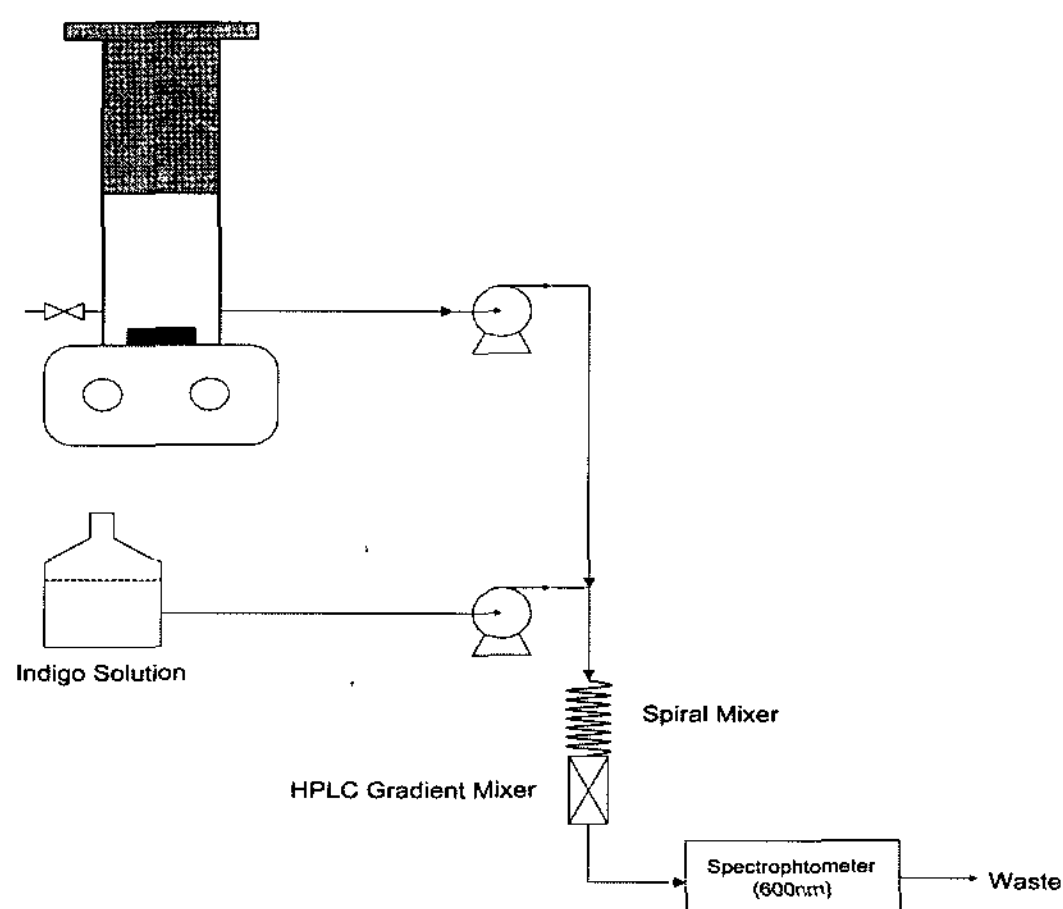 Indigo Solution
Spiral Mixer
HPLC Gradient Mixer
Spectrophtometer
(600nm)
Waste